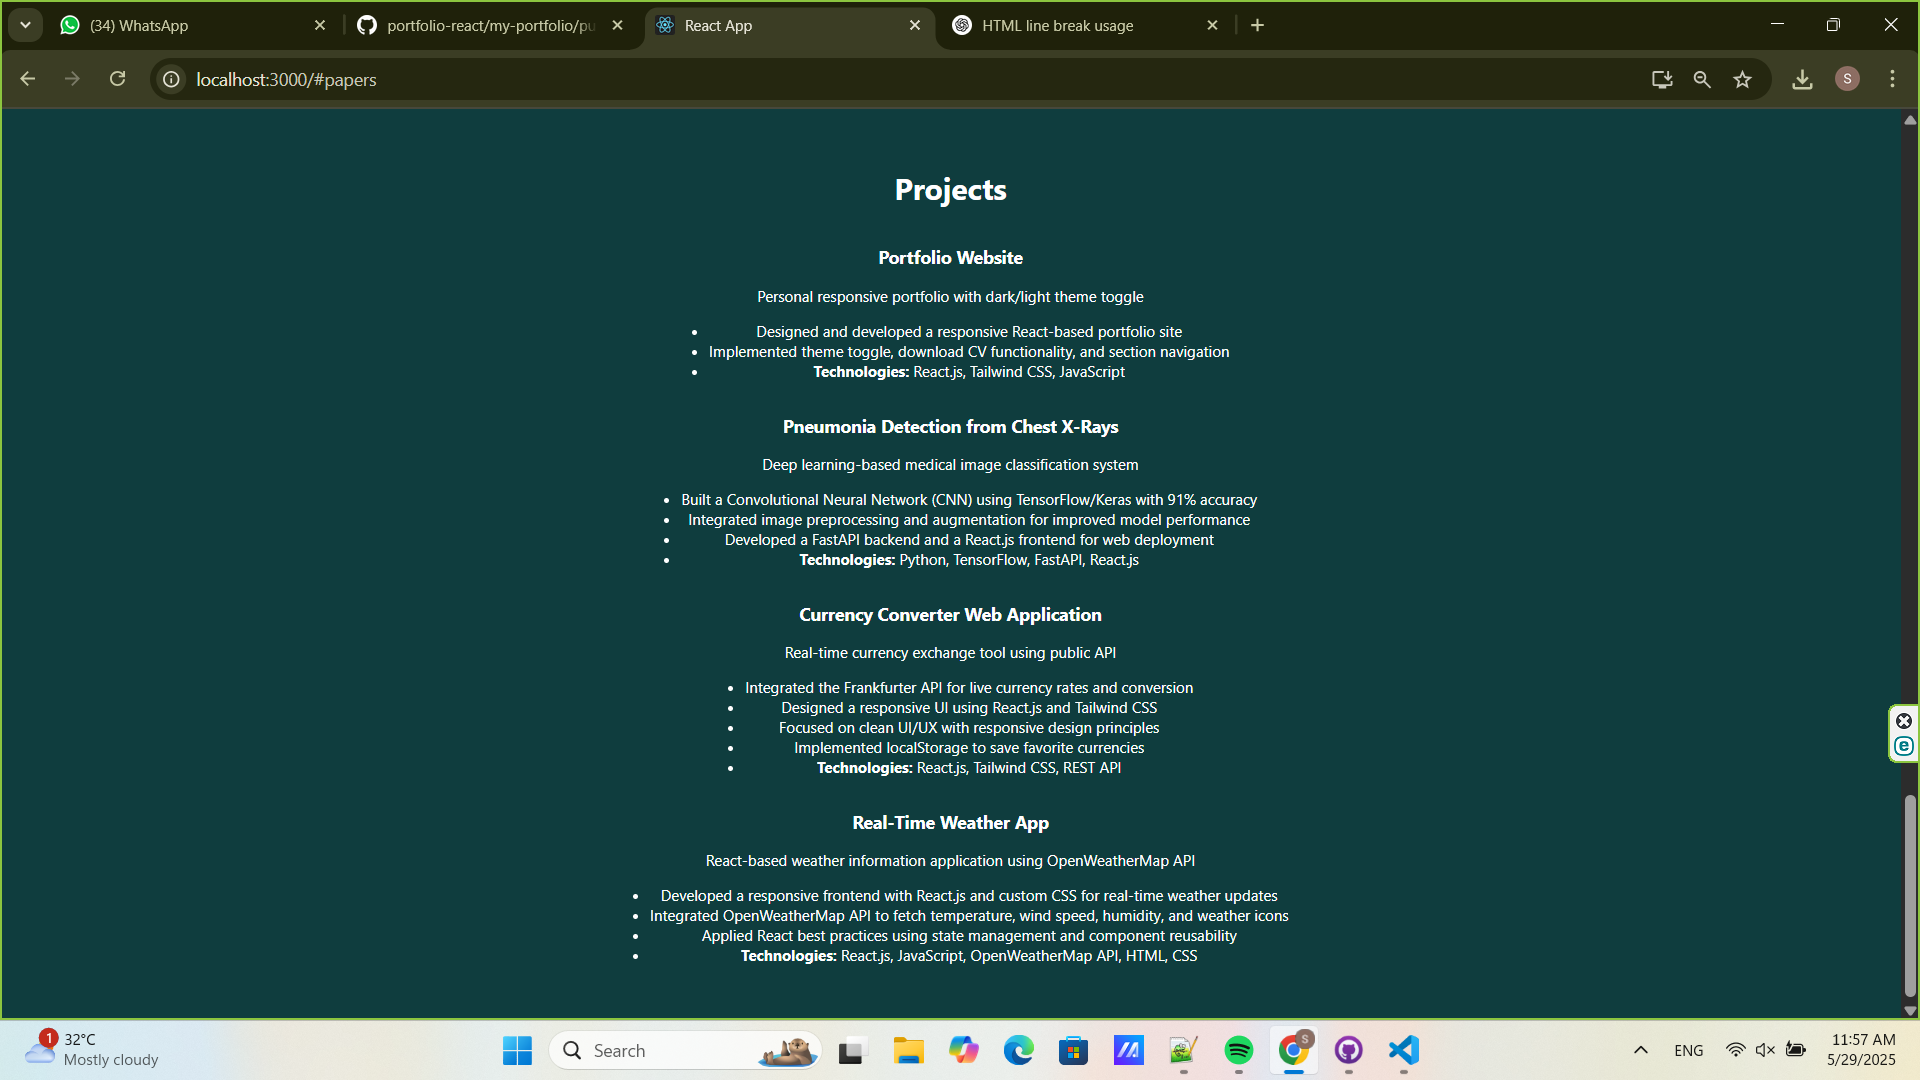 (34) WhatsApp
portfolio-react/my-portfolio/pu
React App
HTML line break usage
localhost:3000/#papers
S
Projects
Portfolio Website
Personal responsive portfolio with dark/light theme toggle
• Designed and developed a responsive React-based portfolio site
• Implemented theme toggle, download CV functionality, and section navigation
• Technologies: React.js, Tailwind CSS, JavaScript
Pneumonia Detection from Chest X-Rays
Deep learning-based medical image classification system
• Built a Convolutional Neural Network (CNN) using TensorFlow/Keras with 91% accuracy
• Integrated image preprocessing and augmentation for improved model performance
• Developed a FastAPI backend and a React.js frontend for web deployment
• Technologies: Python, TensorFlow, FastAPI, React.js
Currency Converter Web Application
Real-time currency exchange tool using public API
• Integrated the Frankfurter API for live currency rates and conversion
• Designed a responsive UI using React.js and Tailwind CSS
• Focused on clean UI/UX with responsive design principles
• Implemented localStorage to save favorite currencies
• Technologies: React.js, Tailwind CSS, REST API
Real-Time Weather App
React-based weather information application using OpenWeatherMap API
• Developed a responsive frontend with React.js and custom CSS for real-time weather updates
• Integrated OpenWeatherMap API to fetch temperature, wind speed, humidity, and weather icons
• Applied React best practices using state management and component reusability
• Technologies: React.js, JavaScript, OpenWeatherMap API, HTML, CSS
1
32°C
Mostly cloudy
Search
S
ENG
11:57 AM
5/29/2025